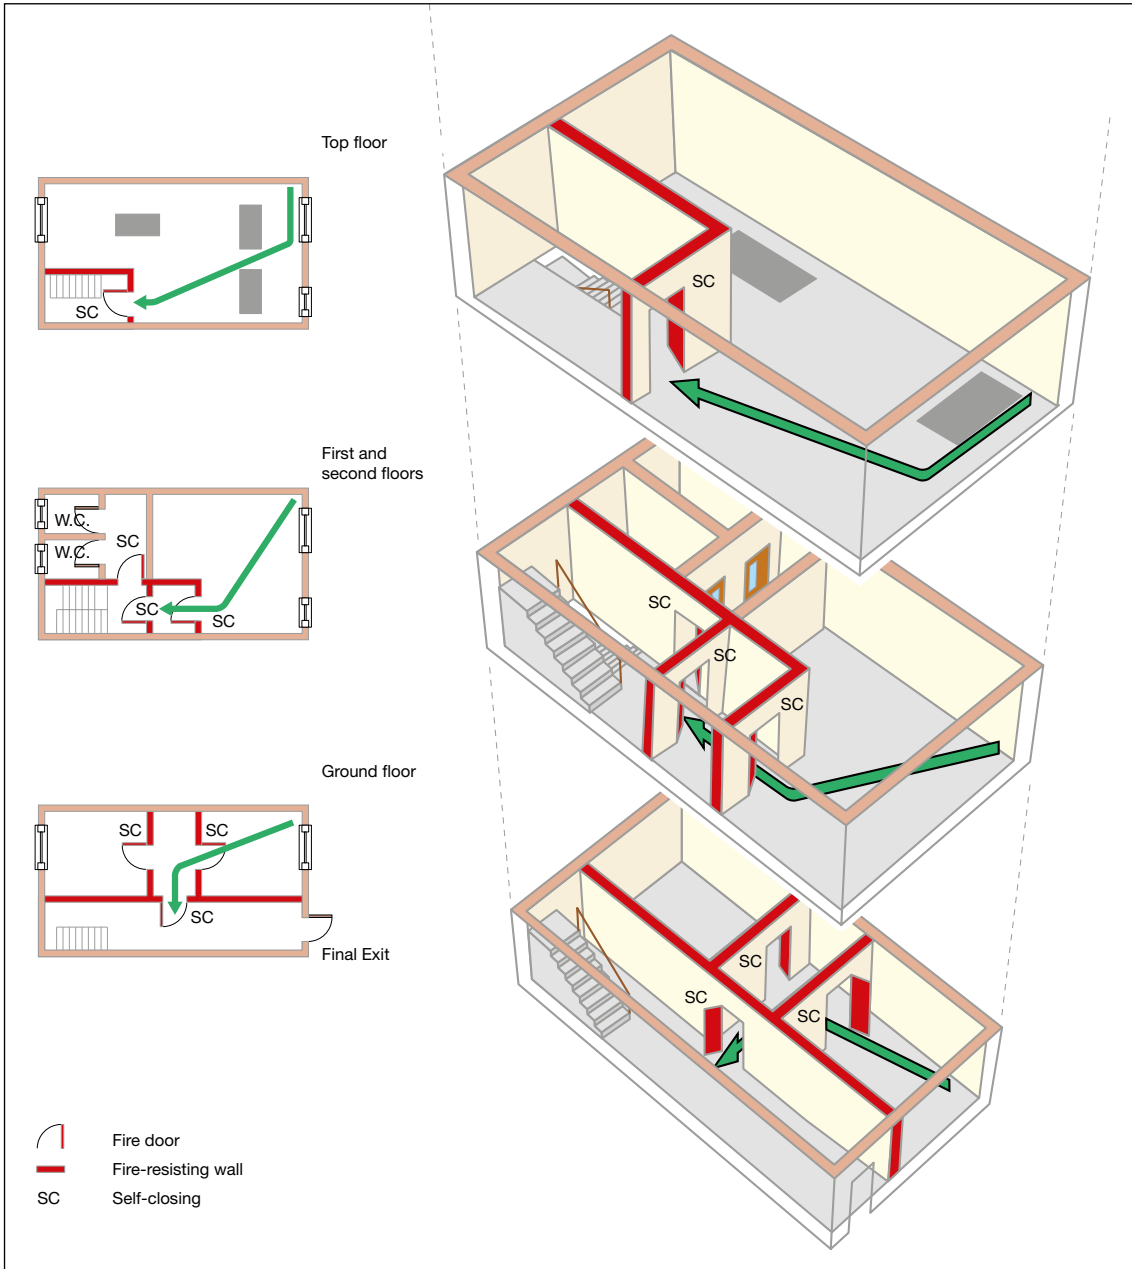 Top floor
SC
SC
First and
second floors
W.C.
W.C.
SC
SC
SC
SC
SC
SC
Ground floor
SC
SC
SC
Final Exit
SC
SC
SC
Fire door
Fire-resisting wall
SC
Self-closing